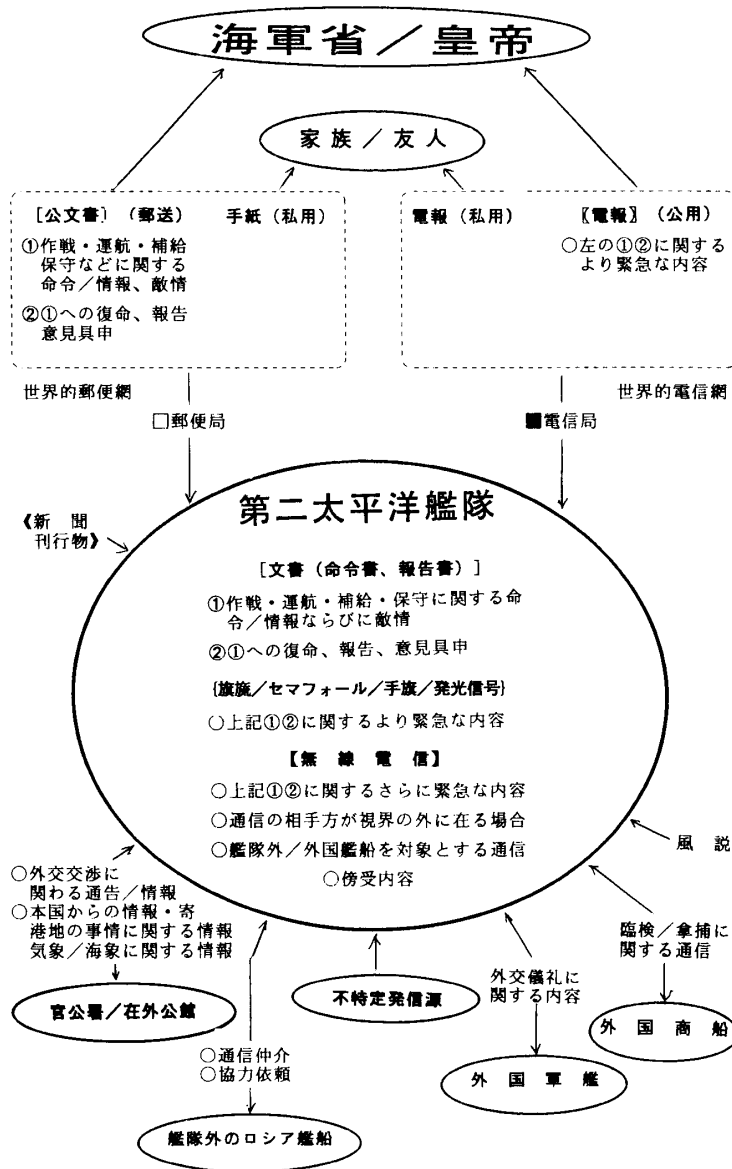 海軍省／皇帝
家族／友人
［公文書］（郵送）
①作戦・運航・補給
保守などに関する
命令／情報、敵情
②①への復命、報告
意見具申
手紙（私用）
電報（私用）
〖電報〗（公用）
○左の①②に関する
より緊急な内容
世界的郵便網
□郵便局
世界的電信網
■電信局
《新聞
刊行物》
第二太平洋艦隊
［文書（命令書、報告書）］
①作戦・運航・補給・保守に関する命
令／情報ならびに敵情
②①への復命、報告、意見具申
{旗旒／セマフォール／手旗／発光信号}
○上記①②に関するより緊急な内容
【無線電信】
○上記①②に関するさらに緊急な内容
○通信の相手方が視界の外に在る場合
○艦隊外／外国艦船を対象とする通信
○傍受内容
風説
○外交交渉に
関わる通告／情報
○本国からの情報・寄
港地の事情に関する情報
気象／海象に関する情報
官公署／在外公館
○通信仲介
○協力依頼
艦隊外のロシア艦船
不特定発信源
外交儀礼に
関する内容
外国軍艦
臨検／拿捕に
関する通信
外国商船